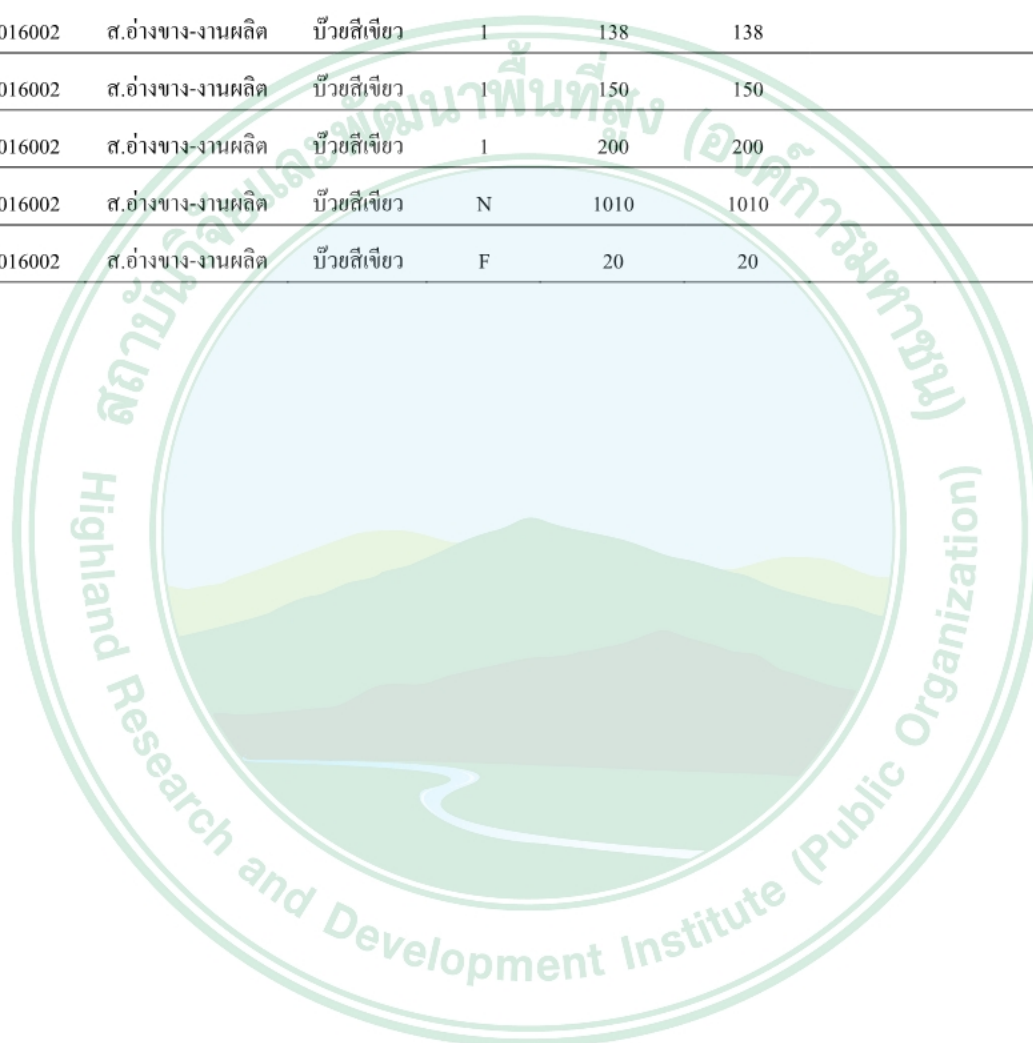 016002 ส.อ่างขาง-งานผลิต บ๊วยสีเขียว 1 138 138
016002 ส.อ่างขาง-งานผลิต บ๊วยสีเขียว 1 150 150
016002 ส.อ่างขาง-งานผลิต บ๊วยสีเขียว 1 200 200
016002 ส.อ่างขาง-งานผลิต บ๊วยสีเขียว N 1010 1010
016002 ส.อ่างขาง-งานผลิต บ๊วยสีเขียว F 20 20
สถาบันวิจัยและพัฒนาพื้นที่สูง (องค์การมหาชน)
Highland Research and Development Institute (Public Organization)